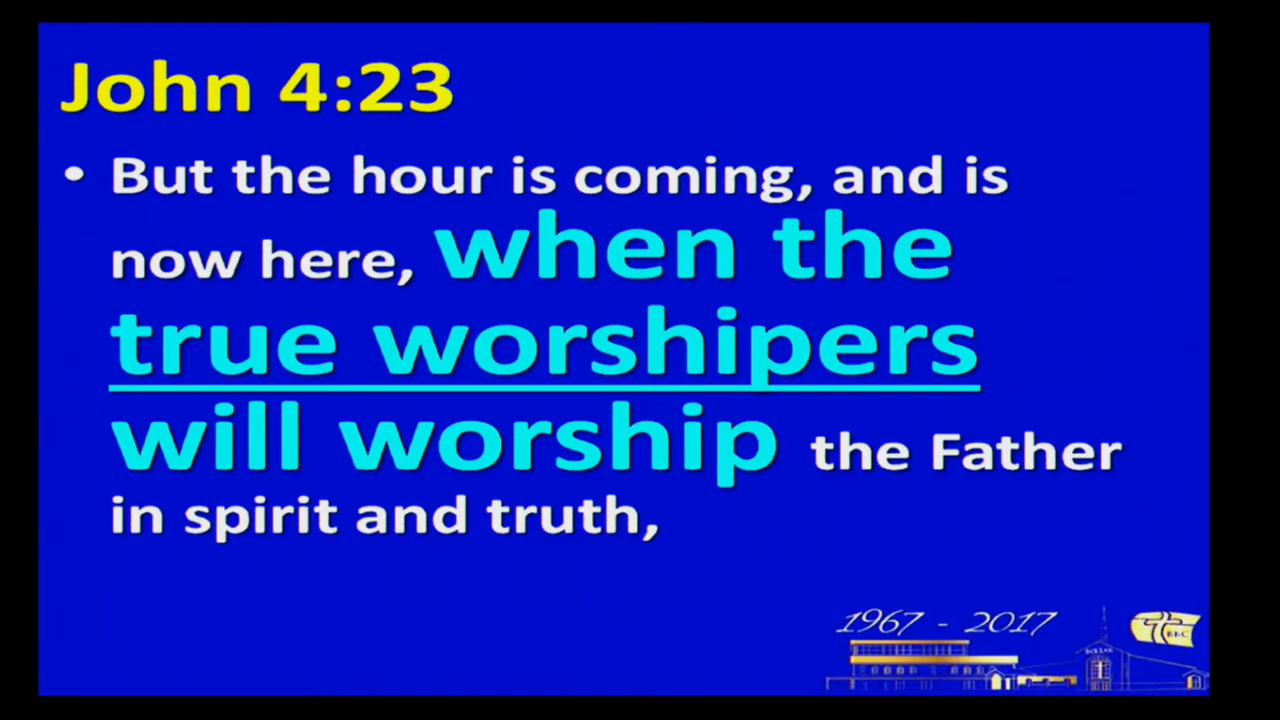 John 4:23
• But the hour is coming, and is
now here, when the
true worshipers
will worship the Father
in spirit and truth,
1967 - 2017
BBC